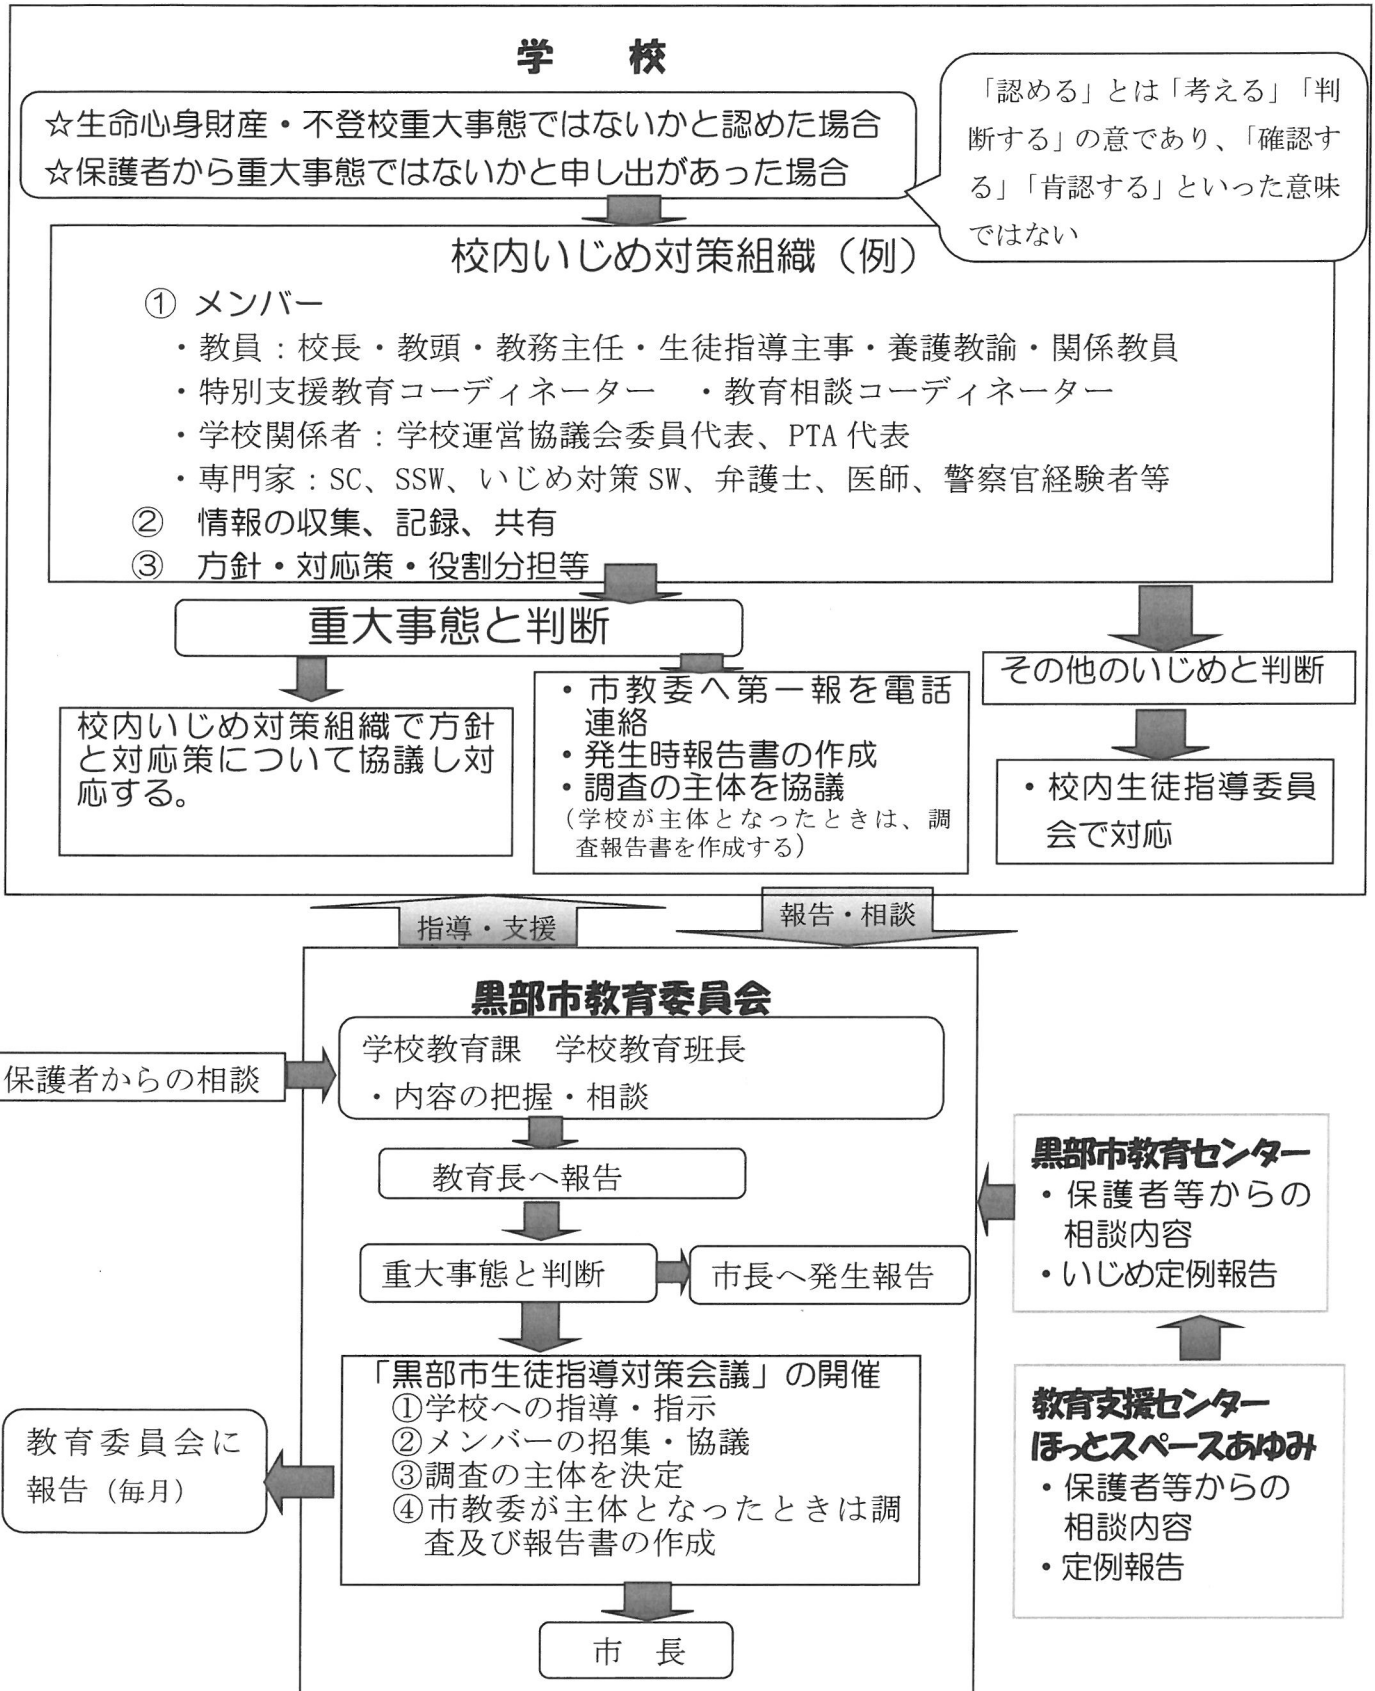 学　校
☆生命心身財産・不登校重大事態ではないかと認めた場合
☆保護者から重大事態ではないかと申し出があった場合
「認める」とは「考える」「判
断する」の意であり、「確認す
る」「肯認する」といった意味
ではない
校内いじめ対策組織（例）
① メンバー
・教員：校長・教頭・教務主任・生徒指導主事・養護教諭・関係教員
・特別支援教育コーディネーター　・教育相談コーディネーター
・学校関係者：学校運営協議会委員代表、PTA 代表
・専門家：SC、SSW、いじめ対策 SW、弁護士、医師、警察官経験者等
②　情報の収集、記録、共有
③　方針・対応策・役割分担等
重大事態と判断
校内いじめ対策組織で方針
と対応策について協議し対
応する。
・市教委へ第一報を電話
連絡
・発生時報告書の作成
・調査の主体を協議
（学校が主体となったときは、調
査報告書を作成する）
その他のいじめと判断
・校内生徒指導委員
会で対応
指導・支援
報告・相談
黒部市教育委員会
学校教育課　学校教育班長
・内容の把握・相談
保護者からの相談
教育長へ報告
重大事態と判断
市長へ発生報告
「黒部市生徒指導対策会議」の開催
①学校への指導・指示
②メンバーの招集・協議
③調査の主体を決定
④市教委が主体となったときは調
査及び報告書の作成
教育委員会に
報告（毎月）
市　長
黒部市教育センター
・保護者等からの
相談内容
・いじめ定例報告
教育支援センター
ほっとスペースあゆみ
・保護者等からの
相談内容
・定例報告